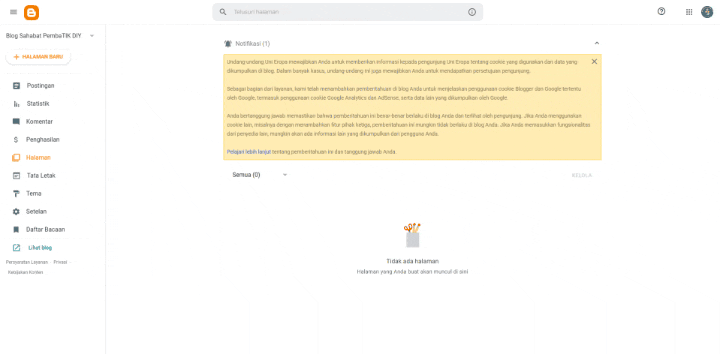 Telusuri halaman
Blog Sahabat PembaTIK DIY
+ HALAMAN BARU
Postingan
Statistik
Komentar
Penghasilan
Halaman
Tata Letak
Tema
Setelan
Daftar Bacaan
Lihat blog
Persyaratan Layanan · Privasi ·
Kebijakan Konten
Notifikasi (1)
Undang-undang Uni Eropa mewajibkan Anda untuk memberikan informasi kepada pengunjung Uni Eropa tentang cookie yang digunakan dan data yang
dikumpulkan di blog. Dalam banyak kasus, undang-undang ini juga mewajibkan Anda untuk mendapatkan persetujuan pengunjung.
Sebagai bagian dari layanan, kami telah menambahkan pemberitahuan di blog Anda untuk menjelaskan penggunaan cookie Blogger dan Google tertentu
oleh Google, termasuk penggunaan cookie Google Analytics dan AdSense, serta data lain yang dikumpulkan oleh Google.
Anda bertanggung jawab memastikan bahwa pemberitahuan ini benar-benar berlaku di blog Anda dan terlihat oleh pengunjung. Jika Anda menggunakan
cookie lain, misalnya dengan menambahkan fitur pihak ketiga, pemberitahuan ini mungkin tidak berlaku di blog Anda. Jika Anda memasukkan fungsionalitas
dari penyedia lain, mungkin akan ada informasi lain yang dikumpulkan dari pengguna Anda.
Pelajari lebih lanjut tentang pemberitahuan ini dan tanggung jawab Anda.
Semua (0)
KELOLA
Tidak ada halaman
Halaman yang Anda buat akan muncul di sini